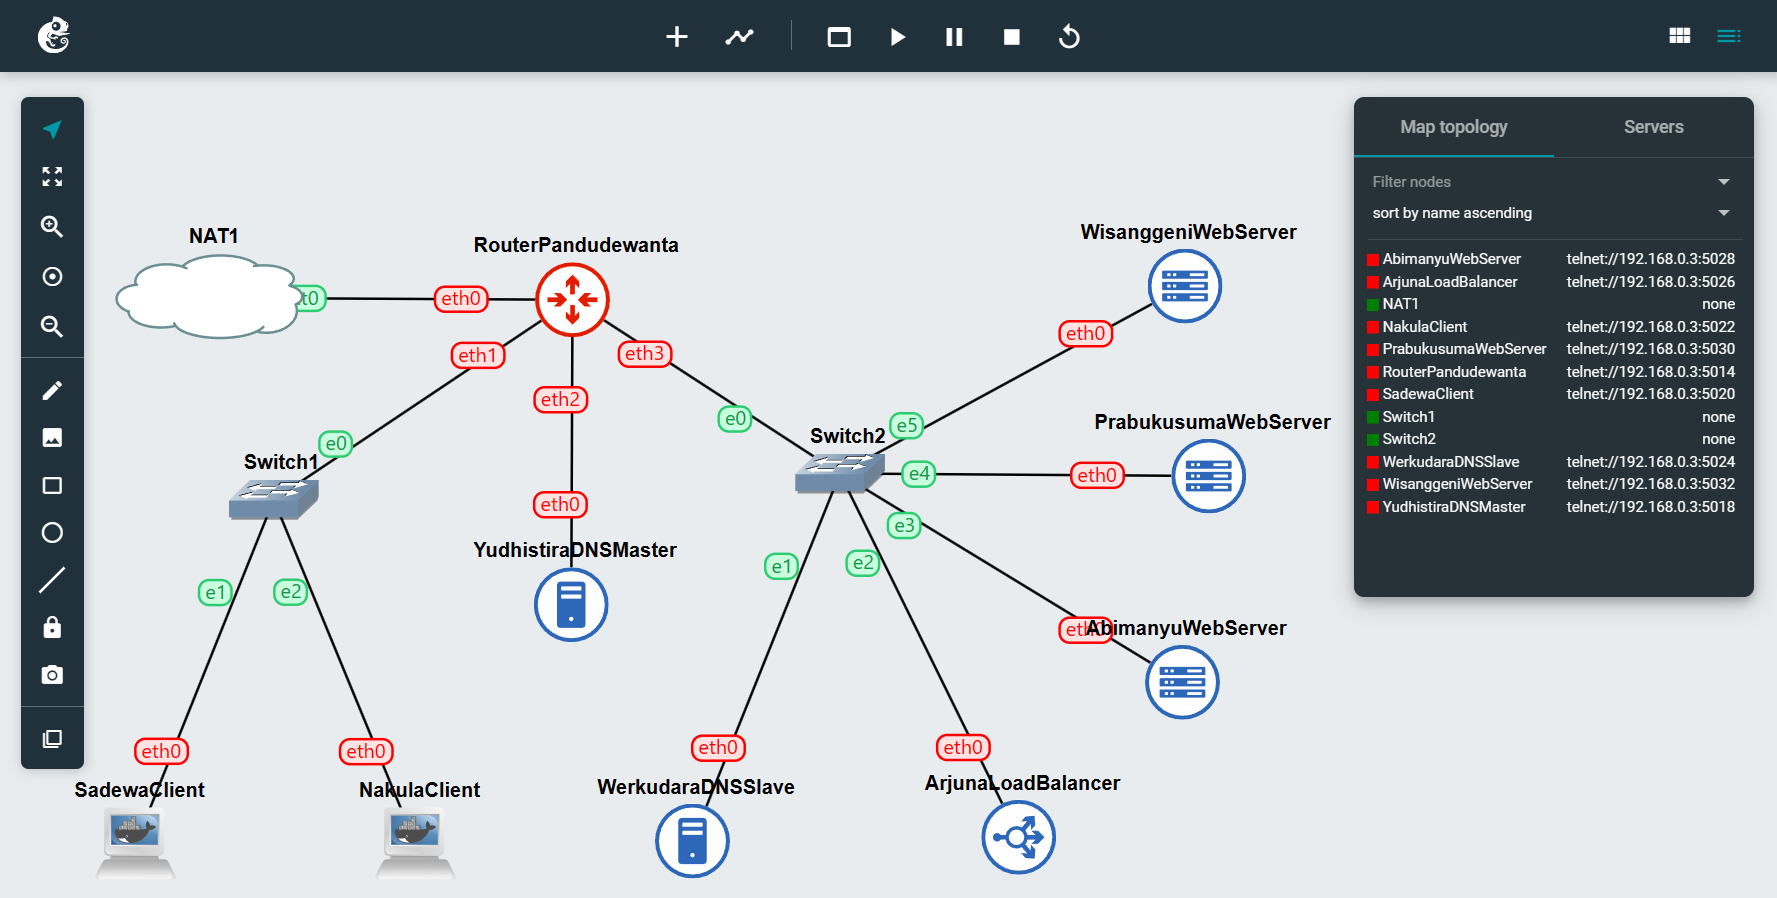 Map topology Servers
Filter nodes
sort by name ascending
AbimanyuWebServer telnet://192.168.0.3:5028
ArjunaLoadBalancer telnet://192.168.0.3:5026
NAT1 none
NakulaClient telnet://192.168.0.3:5022
PrabukusumaWebServer telnet://192.168.0.3:5030
RouterPandudewanta telnet://192.168.0.3:5014
SadewaClient telnet://192.168.0.3:5020
Switch1 none
Switch2 none
WerkudaraDNSSlave telnet://192.168.0.3:5024
WisanggeniWebServer telnet://192.168.0.3:5032
YudhistiraDNSMaster telnet://192.168.0.3:5018
NAT1
RouterPandudewanta
WisanggeniWebServer
eth0
eth1
eth3
eth0
eth2
e0
e5
PrabukusumaWebServer
Switch2
e0
Switch1
e4
eth0
eth0
e3
YudhistiraDNSMaster
e1
e2
e1
e2
eth0
AbimanyuWebServer
eth0
eth0
eth0
eth0
SadewaClient
NakulaClient
WerkudaraDNSSlave
ArjunaLoadBalancer